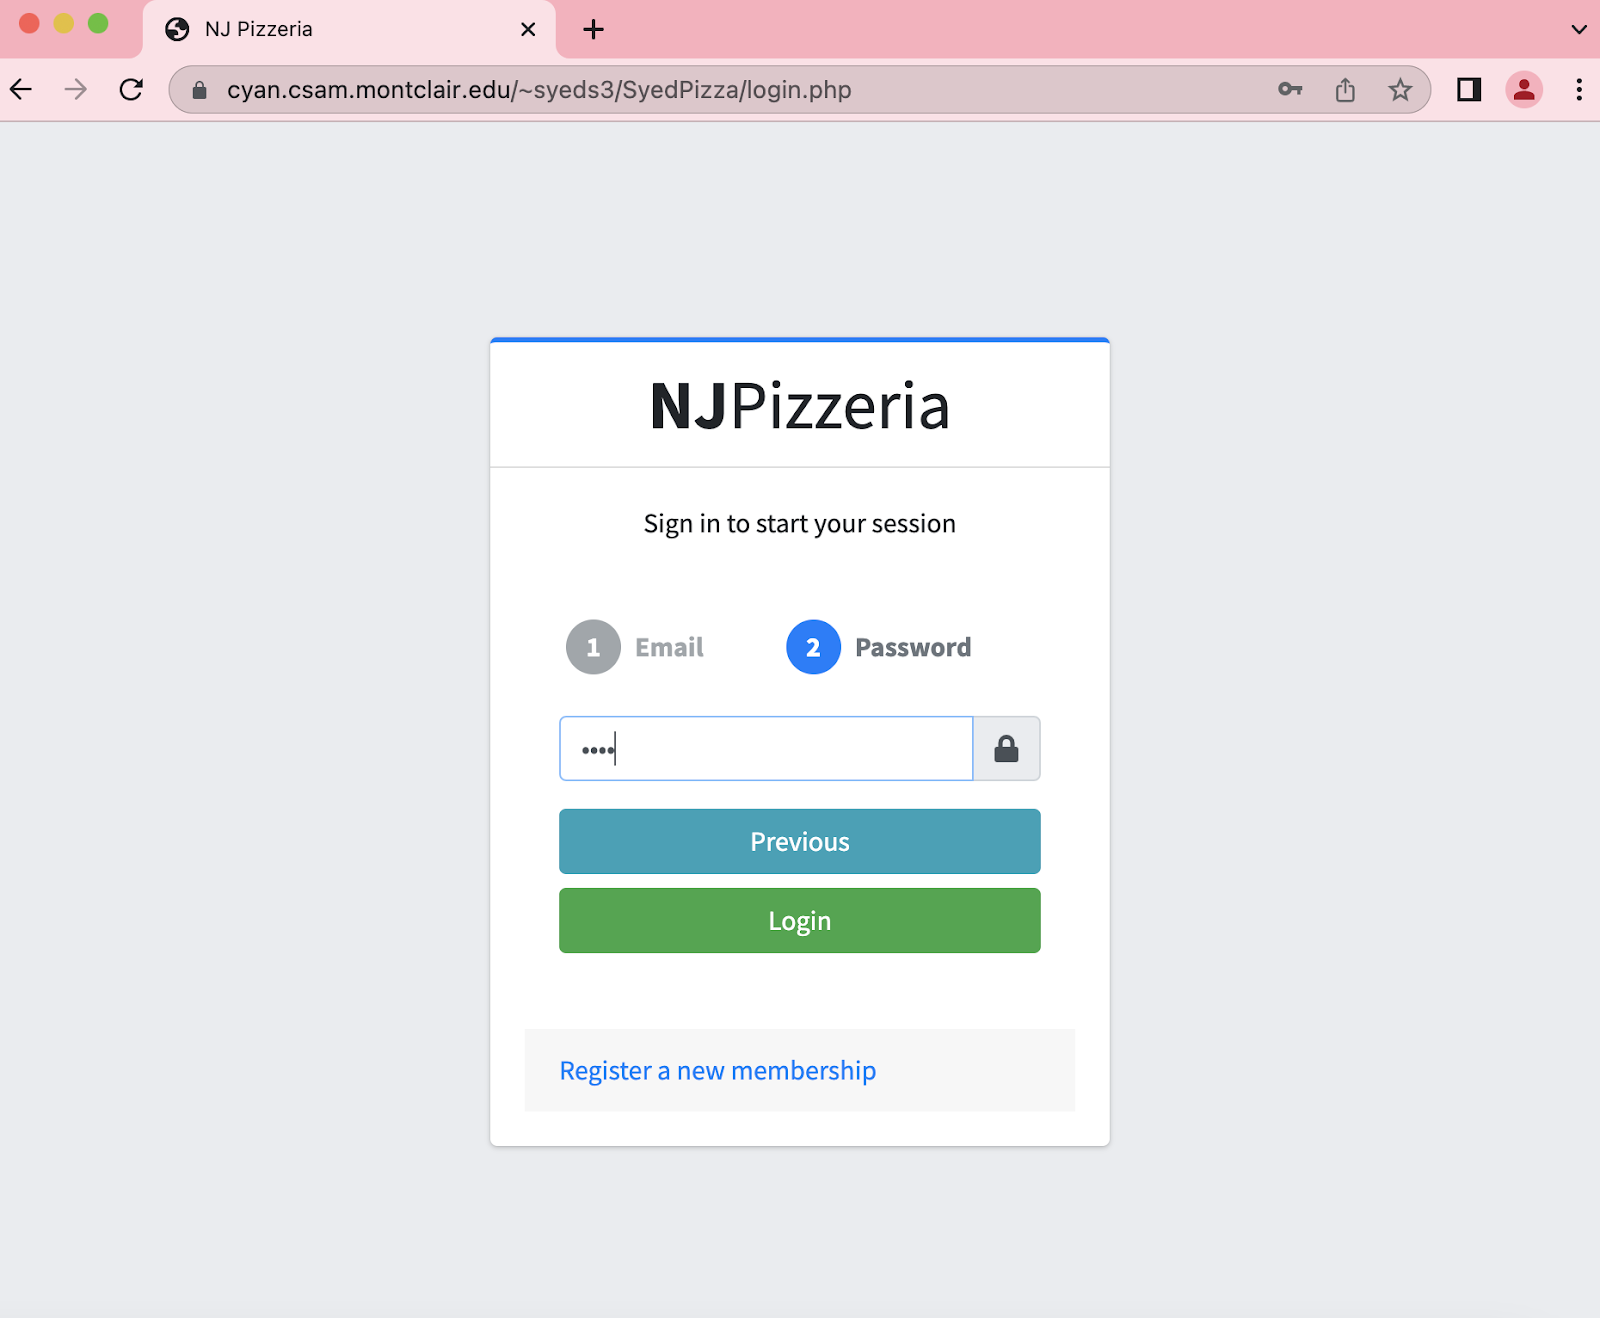 NJ Pizzeria
cyan.csam.montclair.edu/~syeds3/SyedPizza/login.php
NJPizzeria
Sign in to start your session
1 Email 2 Password
••••
Previous
Login
Register a new membership